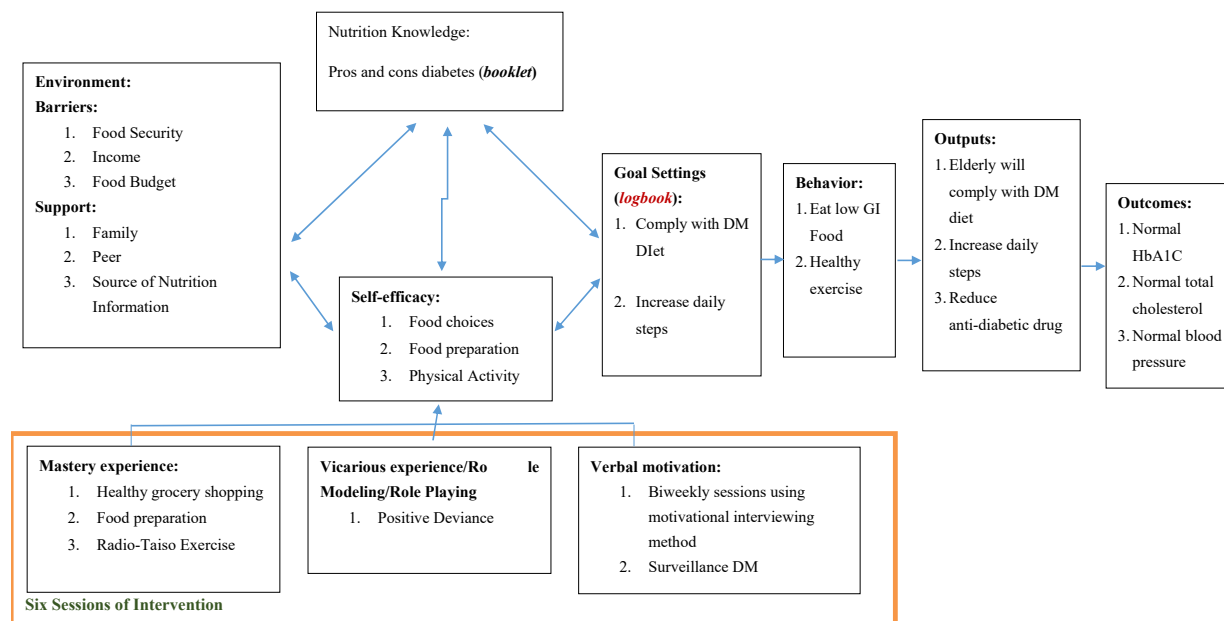 Nutrition Knowledge:
Pros and cons diabetes (booklet)
Environment:
Barriers:
1. Food Security
2. Income
3. Food Budget
Support:
1. Family
2. Peer
3. Source of Nutrition
Information
Self-efficacy:
1. Food choices
2. Food preparation
3. Physical Activity
Goal Settings
(logbook):
1. Comply with DM
DIet
2. Increase daily
steps
Behavior:
1. Eat low GI
Food
2. Healthy
exercise
Outputs:
1. Elderly will
comply with DM
diet
2. Increase daily
steps
3. Reduce
anti-diabetic drug
Outcomes:
1. Normal
HbA1C
2. Normal total
cholesterol
3. Normal blood
pressure
Mastery experience:
1. Healthy grocery shopping
2. Food preparation
3. Radio-Taiso Exercise
Vicarious experience/Ro le
Modeling/Role Playing
1. Positive Deviance
Verbal motivation:
1. Biweekly sessions using
motivational interviewing
method
2. Surveillance DM
Six Sessions of Intervention